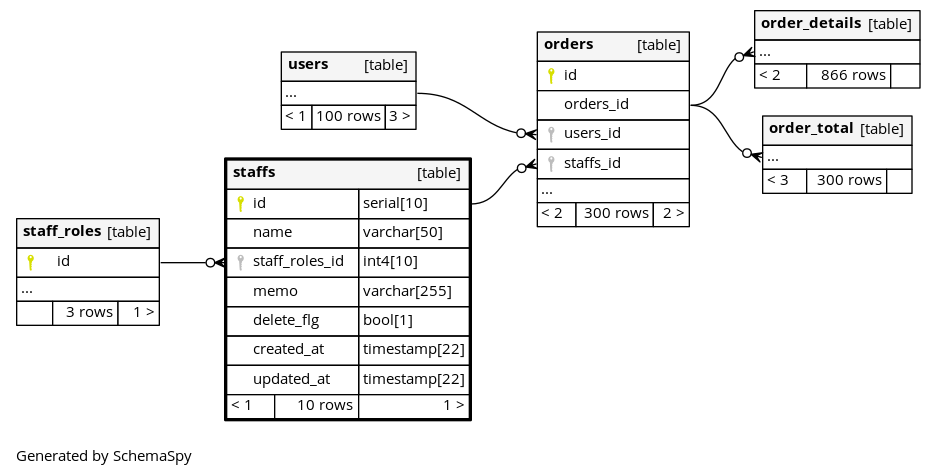 users [table]
...
< 1 100 rows 3 >
orders [table]
id
orders_id
users_id
staffs_id
...
< 2 300 rows 2 >
order_details [table]
...
< 2 866 rows
order_total [table]
...
< 3 300 rows
staffs [table]
id serial[10]
name varchar[50]
staff_roles_id int4[10]
memo varchar[255]
delete_flg bool[1]
created_at timestamp[22]
updated_at timestamp[22]
< 1 10 rows 1 >
staff_roles [table]
id
...
3 rows 1 >
Generated by SchemaSpy